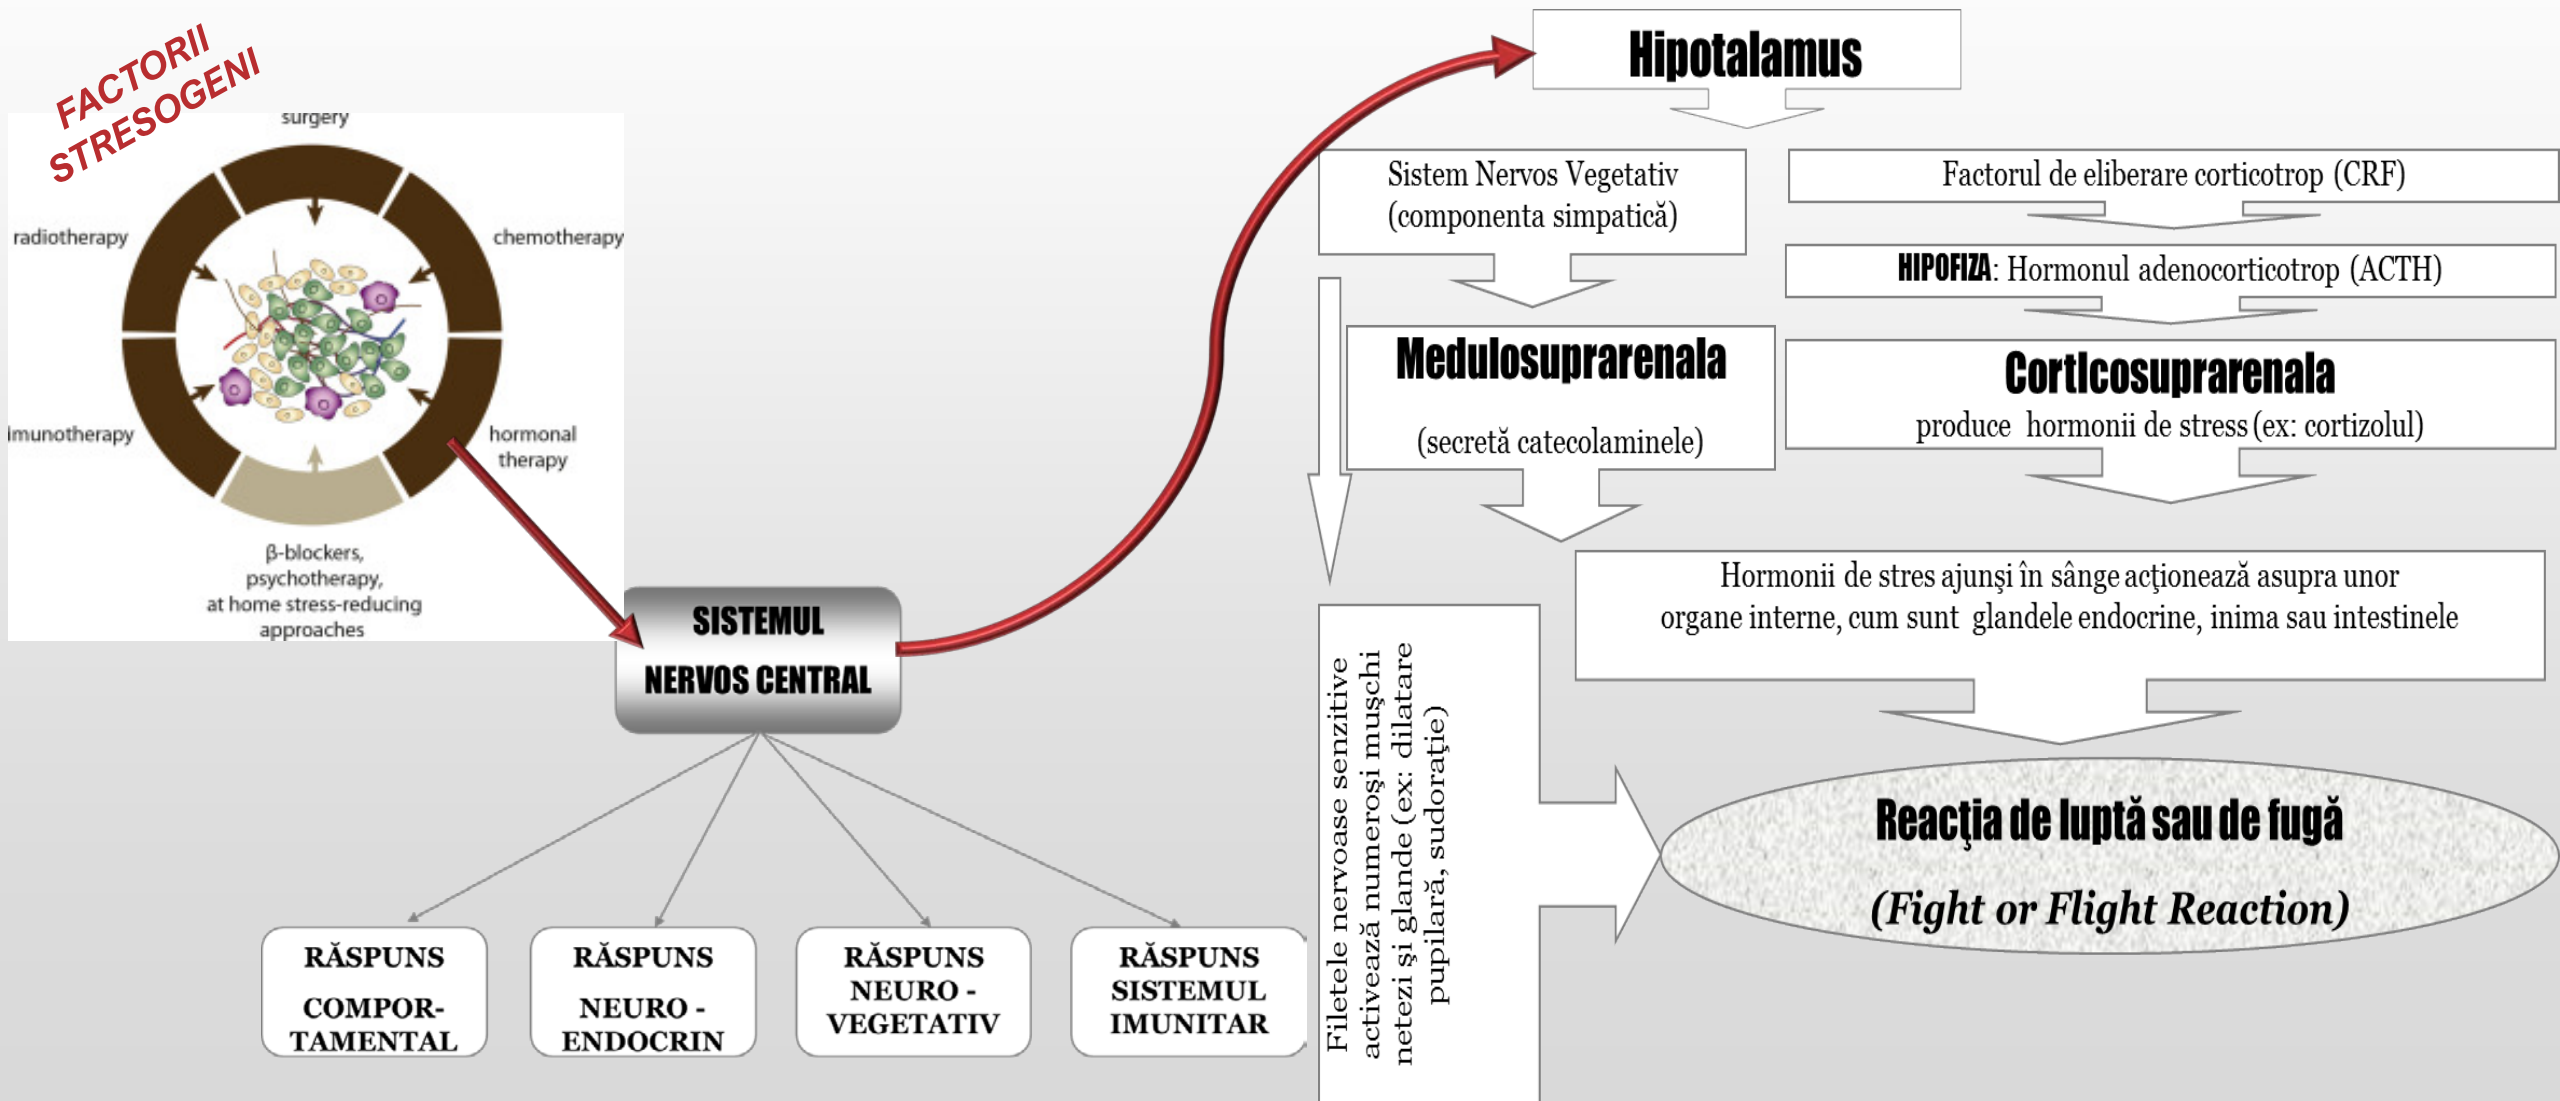 FACTORII
STRESOGENI
surgery
radiotherapy
chemotherapy
imunotherapy
hormonal
therapy
β-blockers,
psychotherapy,
at home stress-reducing
approaches
SISTEMUL
NERVOS CENTRAL
RĂSPUNS
COMPOR-
TAMENTAL
RĂSPUNS
NEURO -
ENDOCRIN
RĂSPUNS
NEURO -
VEGETATIV
RĂSPUNS
SISTEMUL
IMUNITAR
Hipotalamus
Sistem Nervos Vegetativ
(componenta simpatică)
Factorul de eliberare corticotrop (CRF)
HIPOFIZA: Hormonul adenocorticotrop (ACTH)
Medulosuprarenala
(secretă catecolaminele)
CortIcosuprarenala
produce hormonii de stress (ex: cortizolul)
Hormonii de stres ajunşi în sânge acţionează asupra unor
organe interne, cum sunt glandele endocrine, inima sau intestinele
Filetele nervoase senzitive
activează numeroşi muşchi
netezi şi glande (ex: dilatare
pupilară, sudoraţie)
Reacţia de luptă sau de fugă
(Fight or Flight Reaction)